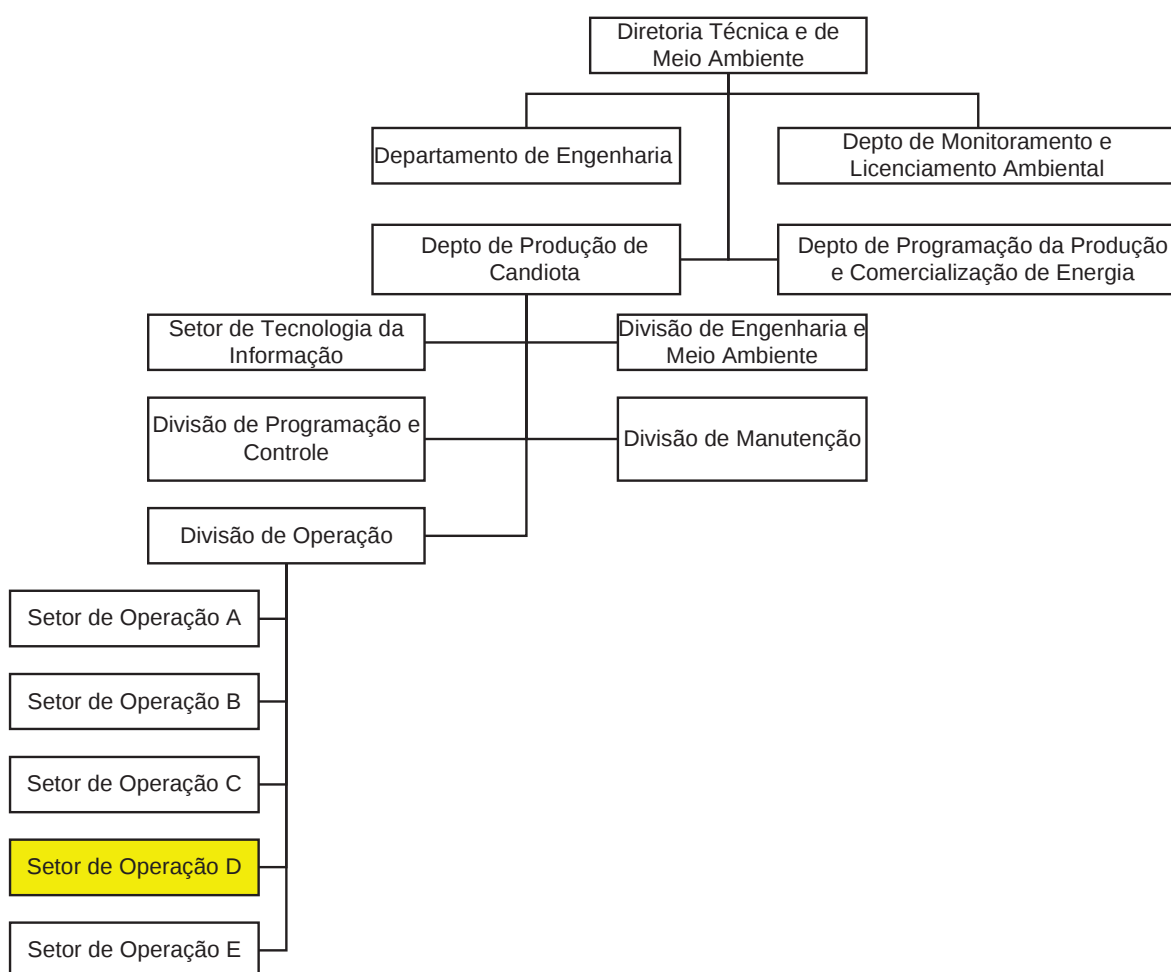 Diretoria Técnica e de
Meio Ambiente
Departamento de Engenharia
Depto de Monitoramento e
Licenciamento Ambiental
Depto de Produção de
Candiota
Depto de Programação da Produção
e Comercialização de Energia
Setor de Tecnologia da
Informação
Divisão de Engenharia e
Meio Ambiente
Divisão de Programação e
Controle
Divisão de Manutenção
Divisão de Operação
Setor de Operação A
Setor de Operação B
Setor de Operação C
Setor de Operação D
Setor de Operação E